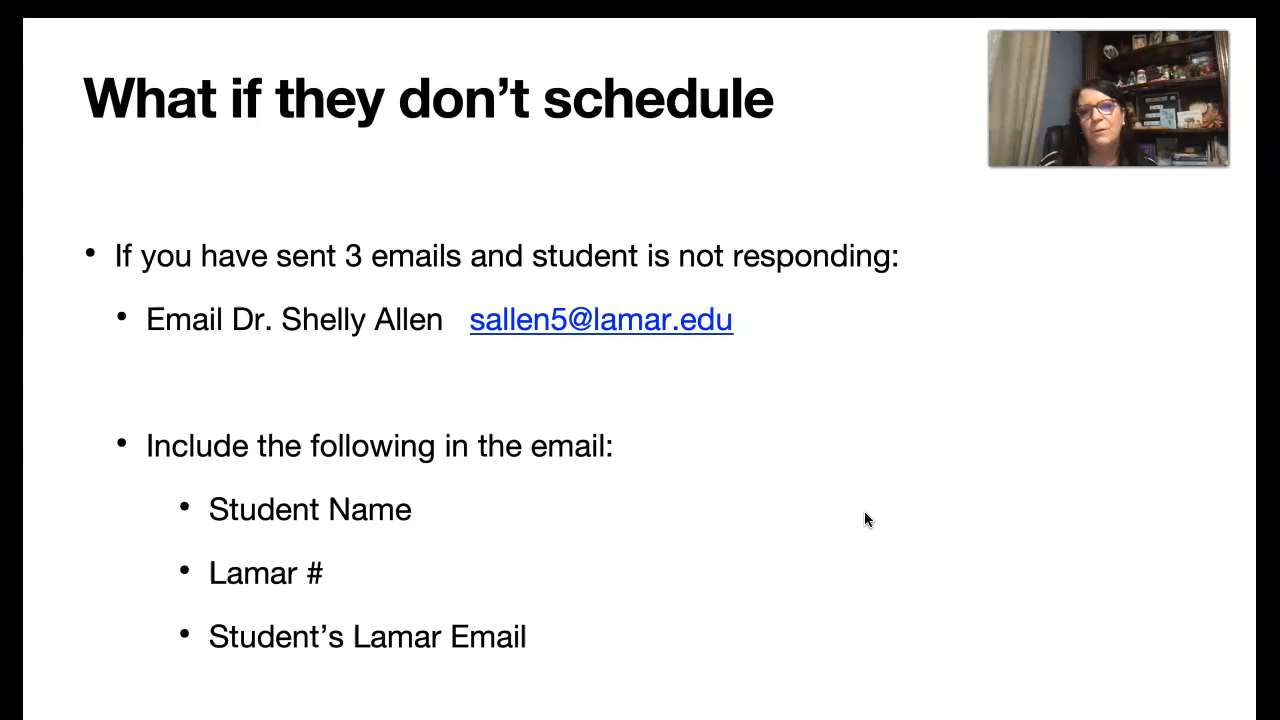 What if they don’t schedule
• If you have sent 3 emails and student is not responding:
• Email Dr. Shelly Allen sallen5@lamar.edu
• Include the following in the email:
• Student Name
• Lamar #
• Student’s Lamar Email